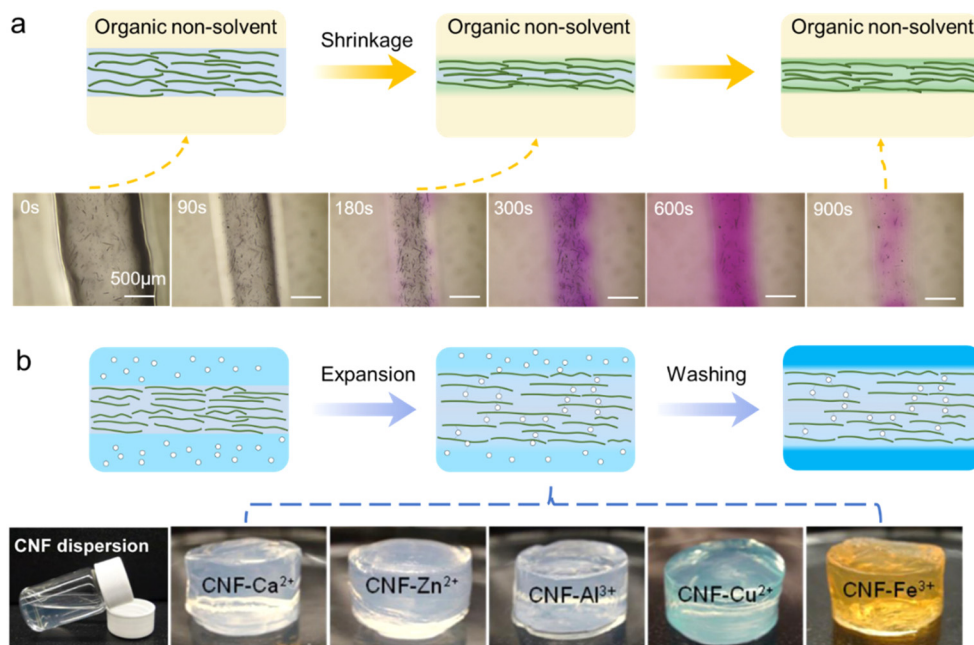 a
Organic non-solvent
Shrinkage
Organic non-solvent
Organic non-solvent
0s
90s
180s
300s
600s
900s
500μm
b
Expansion
Washing
CNF dispersion
CNF-Ca²⁺
CNF-Zn²⁺
CNF-Al³⁺
CNF-Cu²⁺
CNF-Fe³⁺